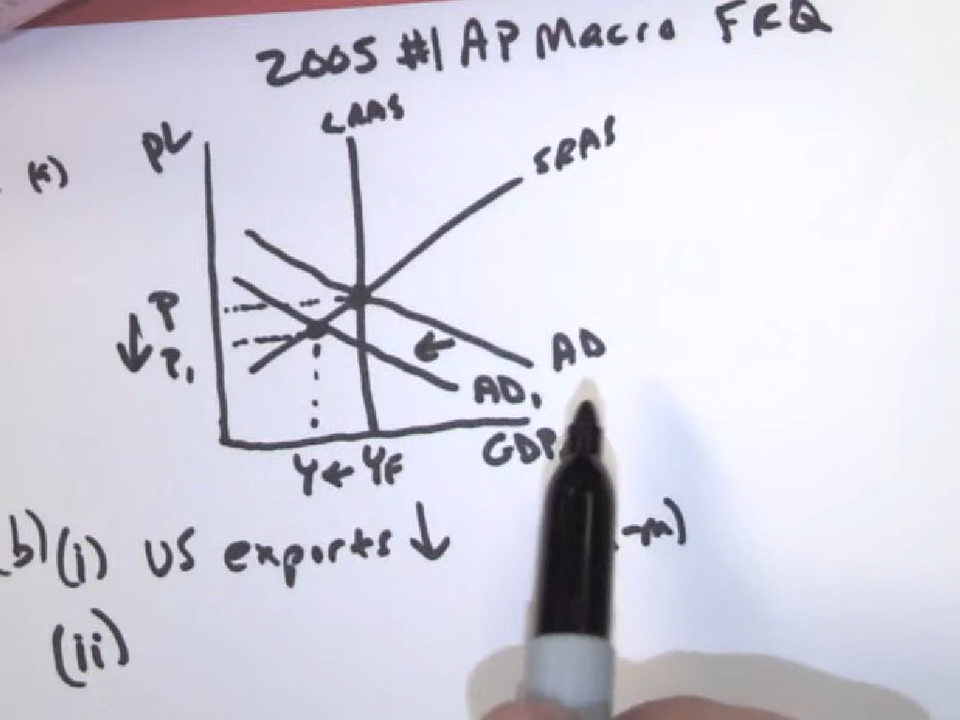 2005 #1 AP Macro FRQ
LRAS
PL
SRAS
(a)
P
P1
AD
AD1
GDP
Y ← YF
(b) (i) US exports ↓
(ii)